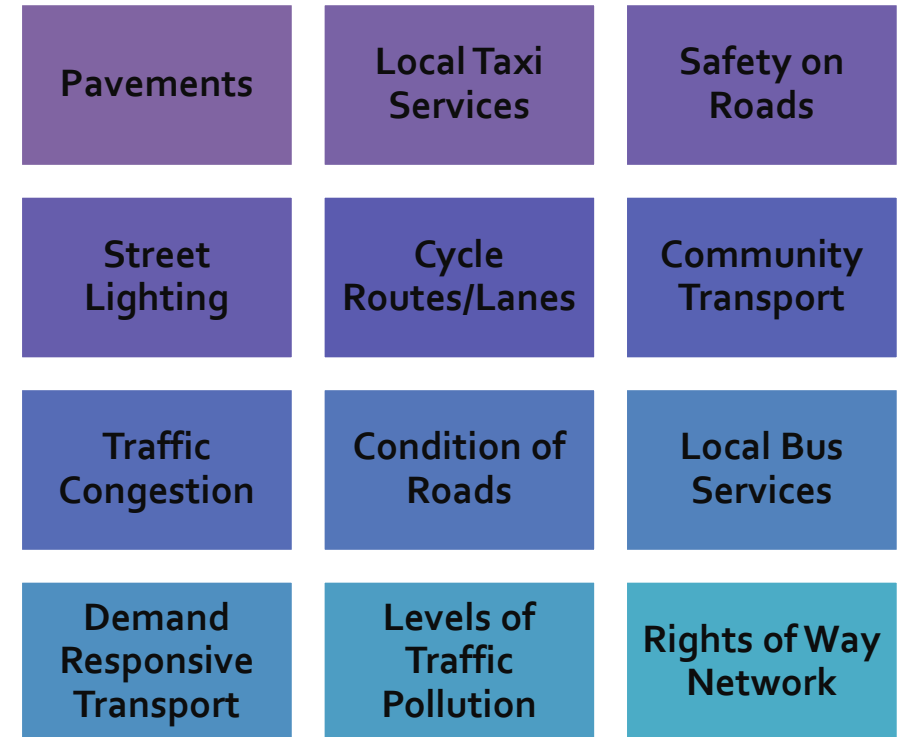 Pavements
Local Taxi
Services
Safety on
Roads
Street
Lighting
Cycle
Routes/Lanes
Community
Transport
Traffic
Congestion
Condition of
Roads
Local Bus
Services
Demand
Responsive
Transport
Levels of
Traffic
Pollution
Rights of Way
Network